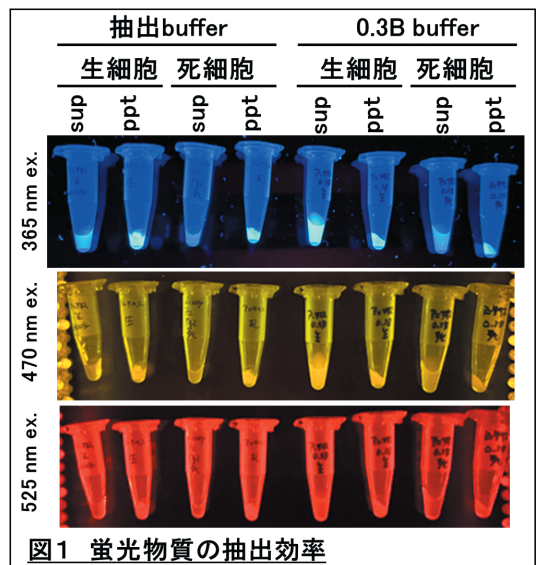 抽出buffer 0.3B buffer
生細胞 死細胞 生細胞 死細胞
sup ppt sup ppt sup ppt sup ppt
365 nm ex.
470 nm ex.
525 nm ex.
図1 蛍光物質の抽出効率